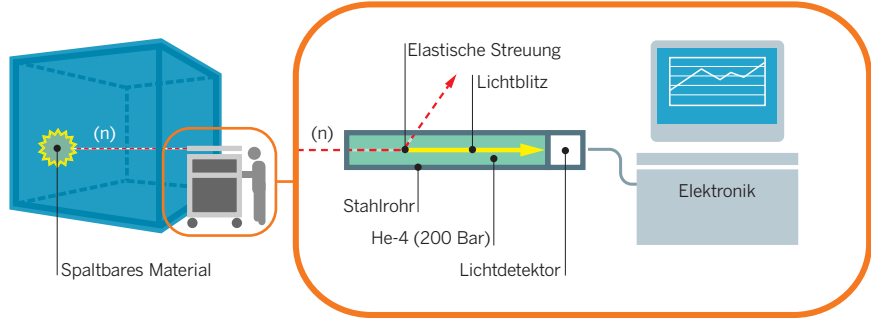 Elastische Streuung
Lichtblitz
(n)
(n)
Stahlrohr
He-4 (200 Bar)
Elektronik
Spaltbares Material
Lichtdetektor